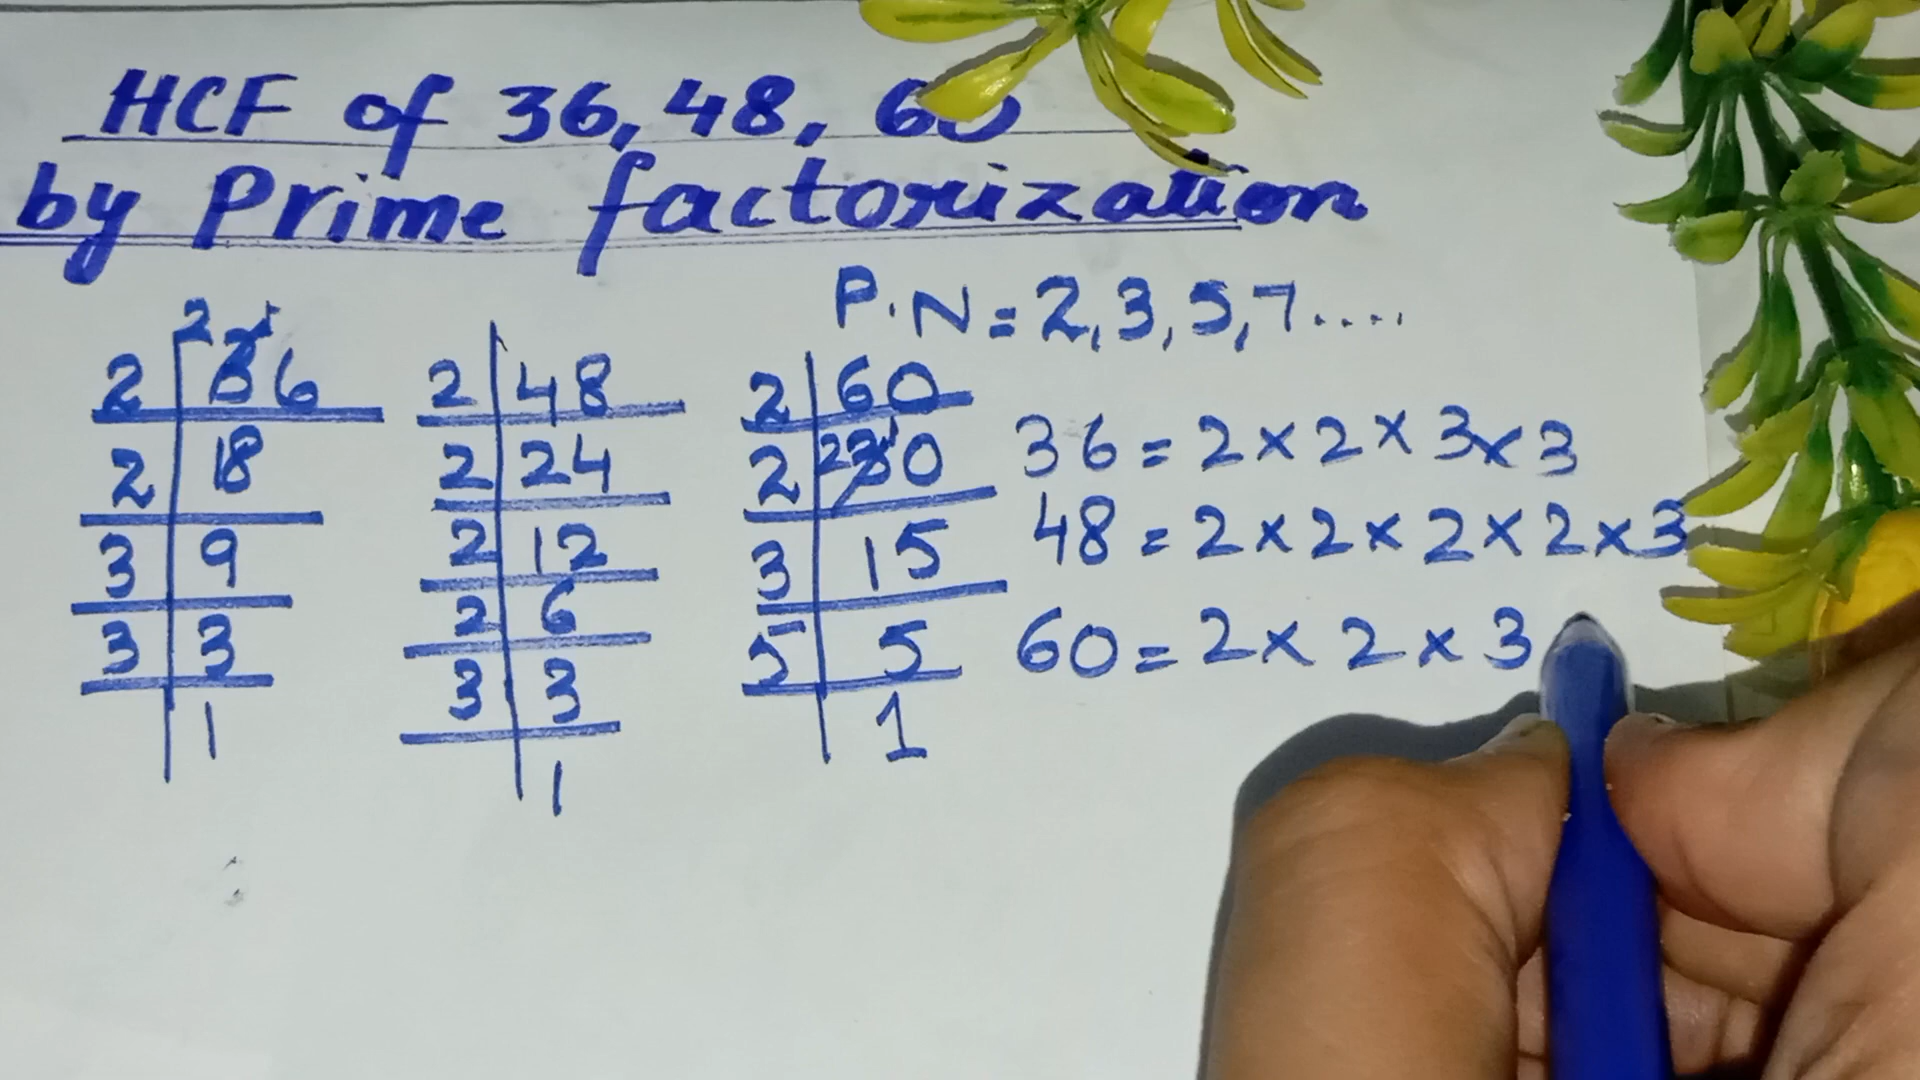 HCF of 36, 48, 60
by Prime factorization
P.N = 2, 3, 5, 7....
2 | 36
2 | 18
3 | 9
3 | 3
1
2 | 48
2 | 24
2 | 12
2 | 6
3 | 3
1
2 | 60
2 | 30
3 | 15
5 | 5
1
36 = 2 × 2 × 3 × 3
48 = 2 × 2 × 2 × 2 × 3
60 = 2 × 2 × 3